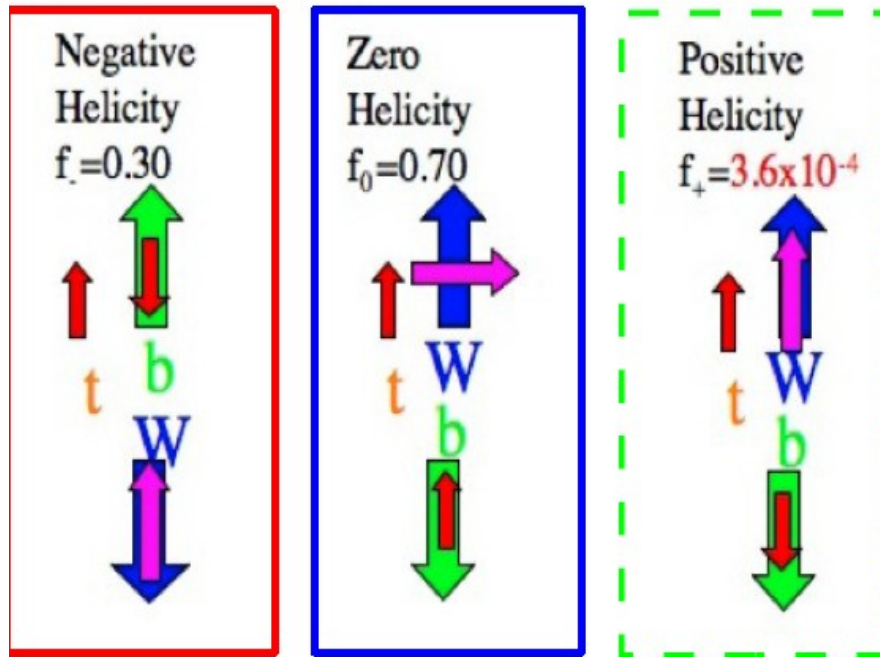 Negative
Helicity
f₋=0.30
t
b
W
Zero
Helicity
f₀=0.70
t
W
b
Positive
Helicity
f₊=3.6x10⁻⁴
t
W
b